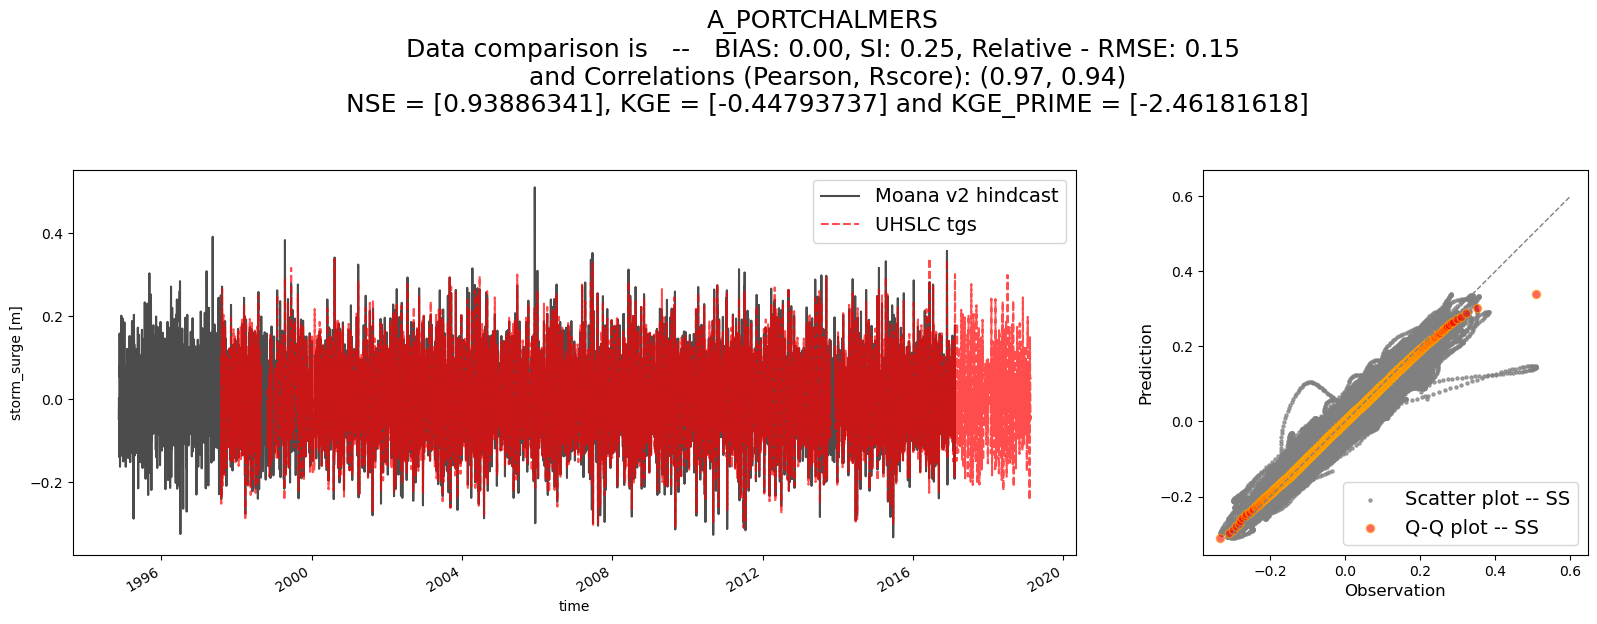 A_PORTCHALMERS
Data comparison is   --   BIAS: 0.00, SI: 0.25, Relative - RMSE: 0.15
and Correlations (Pearson, Rscore): (0.97, 0.94)
NSE = [0.93886341], KGE = [-0.44793737] and KGE_PRIME = [-2.46181618]
storm_surge [m]
0.4
0.2
0.0
−0.2
Moana v2 hindcast
UHSLC tgs
1996
2000
2004
2008
2012
2016
2020
time
Prediction
0.6
0.4
0.2
0.0
−0.2
Scatter plot -- SS
Q-Q plot -- SS
−0.2
0.0
0.2
0.4
0.6
Observation